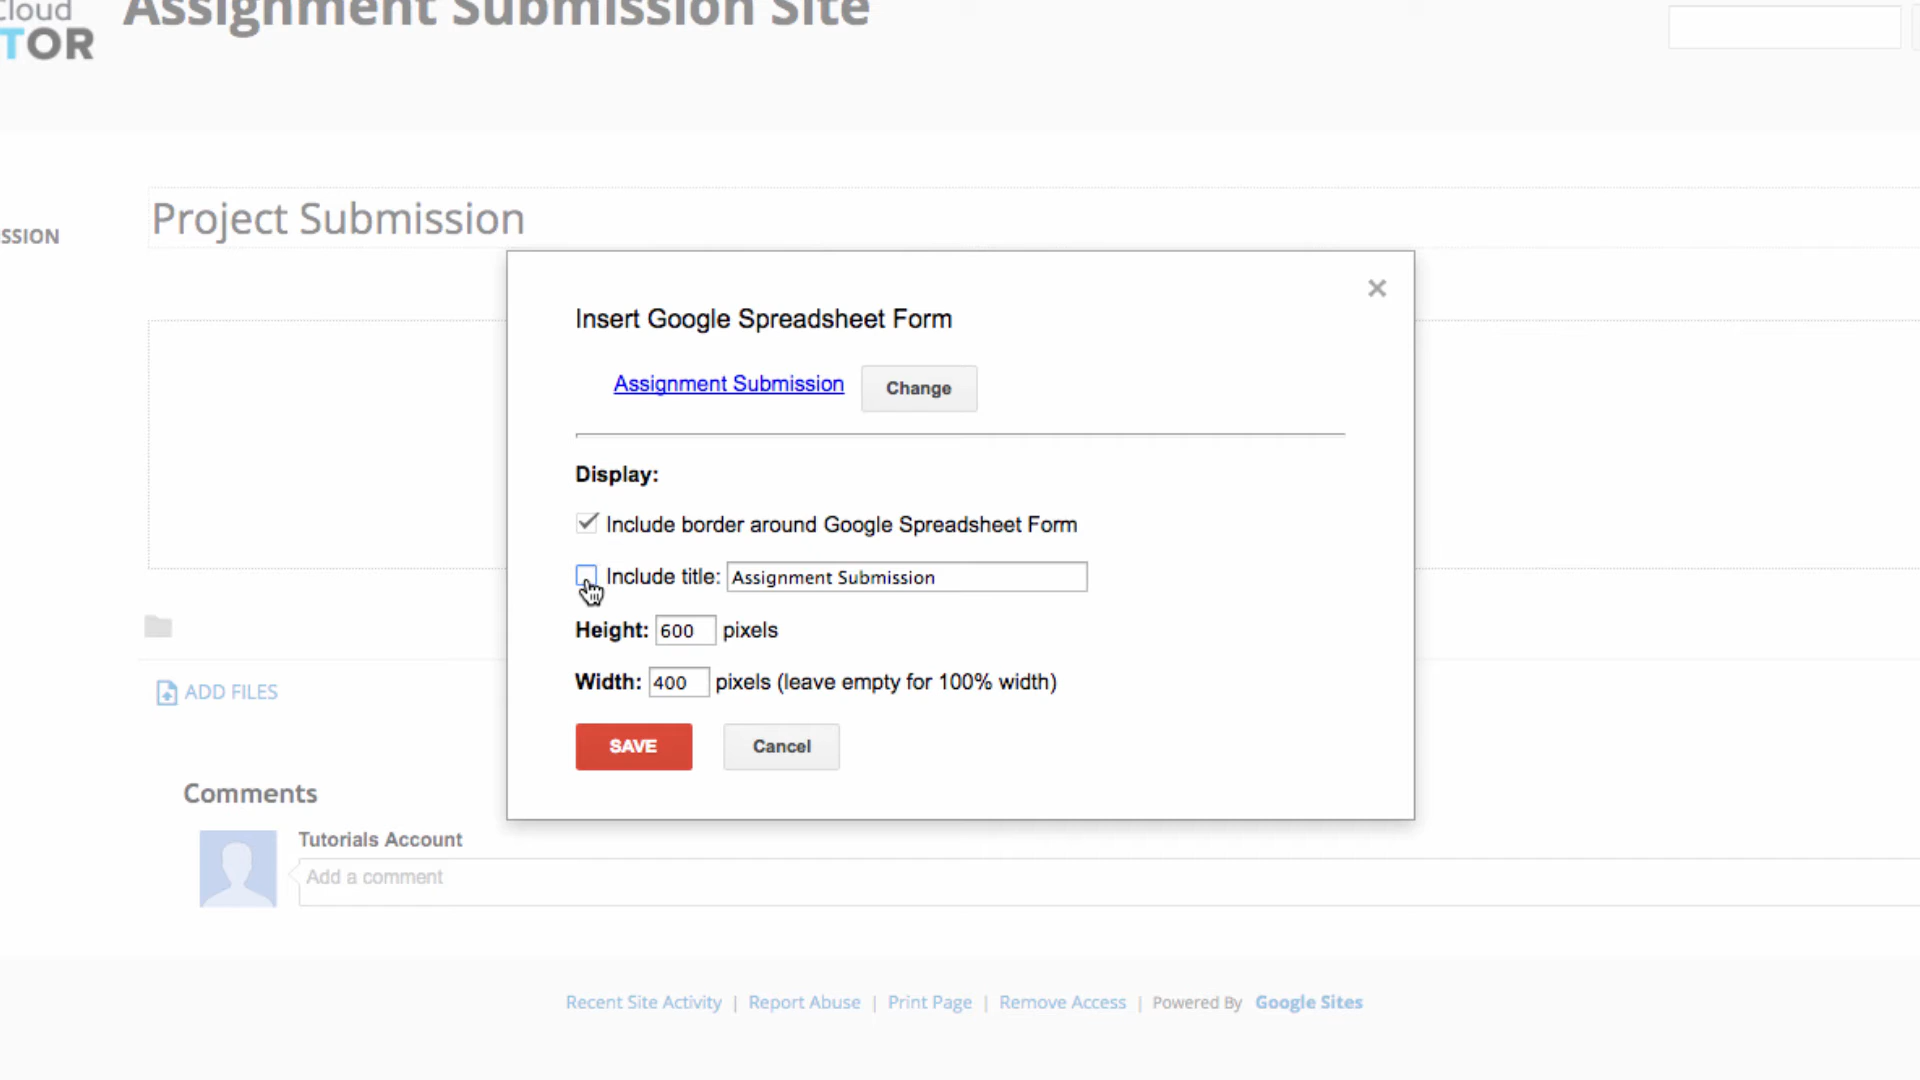 Cloud
TOR
Assignment Submission Site
SSION
Project Submission
Insert Google Spreadsheet Form
Assignment Submission Change
Display:
Include border around Google Spreadsheet Form
Include title: Assignment Submission
Height: 600 pixels
Width: 400 pixels (leave empty for 100% width)
SAVE Cancel
ADD FILES
Comments
Tutorials Account
Add a comment
Recent Site Activity | Report Abuse | Print Page | Remove Access | Powered By Google Sites